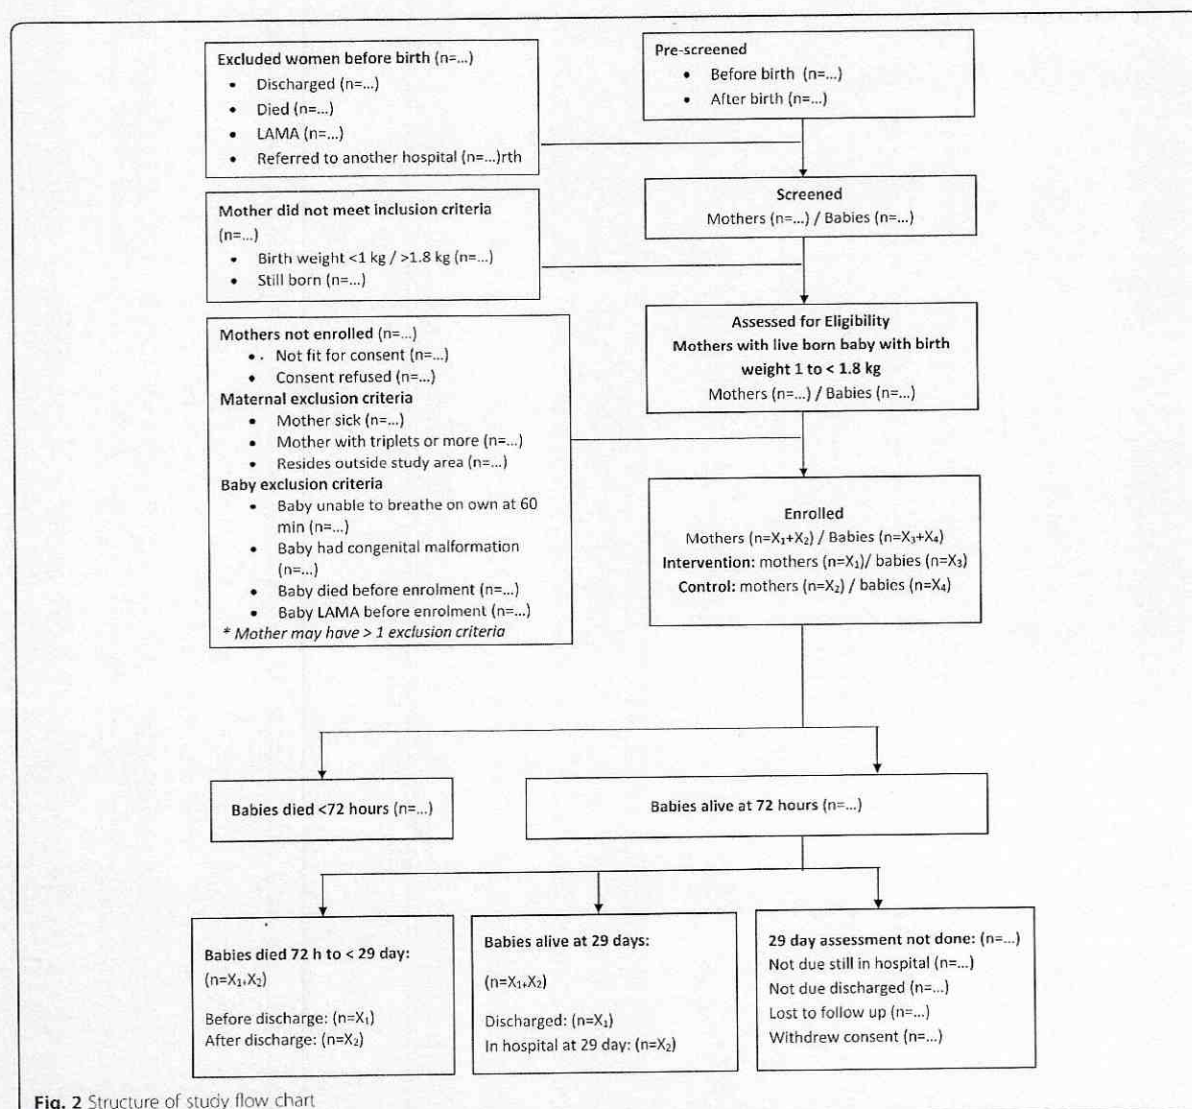 Excluded women before birth (n=...)
• Discharged (n=...)
• Died (n=...)
• LAMA (n=...)
• Referred to another hospital (n=...)rth
Pre-screened
• Before birth (n=...)
• After birth (n=...)
Mother did not meet inclusion criteria
(n=...)
• Birth weight <1 kg / >1.8 kg (n=...)
• Still born (n=...)
Screened
Mothers (n=...) / Babies (n=...)
Mothers not enrolled (n=...)
• Not fit for consent (n=...)
• Consent refused (n=...)
Maternal exclusion criteria
• Mother sick (n=...)
• Mother with triplets or more (n=...)
• Resides outside study area (n=...)
Baby exclusion criteria
• Baby unable to breathe on own at 60
min (n=...)
• Baby had congenital malformation
(n=...)
• Baby died before enrolment (n=...)
• Baby LAMA before enrolment (n=...)
* Mother may have > 1 exclusion criteria
Assessed for Eligibility
Mothers with live born baby with birth
weight 1 to < 1.8 kg
Mothers (n=...) / Babies (n=...)
Enrolled
Mothers (n=X₁+X₂) / Babies (n=X₃+X₄)
Intervention: mothers (n=X₁)/ babies (n=X₃)
Control: mothers (n=X₂) / babies (n=X₄)
Babies died <72 hours (n=...)
Babies alive at 72 hours (n=...)
Babies died 72 h to < 29 day:
(n=X₁₊X₂)
Before discharge: (n=X₁)
After discharge: (n=X₂)
Babies alive at 29 days:
(n=X₁₊X₂)
Discharged: (n=X₁)
In hospital at 29 day: (n=X₂)
29 day assessment not done: (n=...)
Not due still in hospital (n=...)
Not due discharged (n=...)
Lost to follow up (n=...)
Withdrew consent (n=...)
Fig. 2 Structure of study flow chart